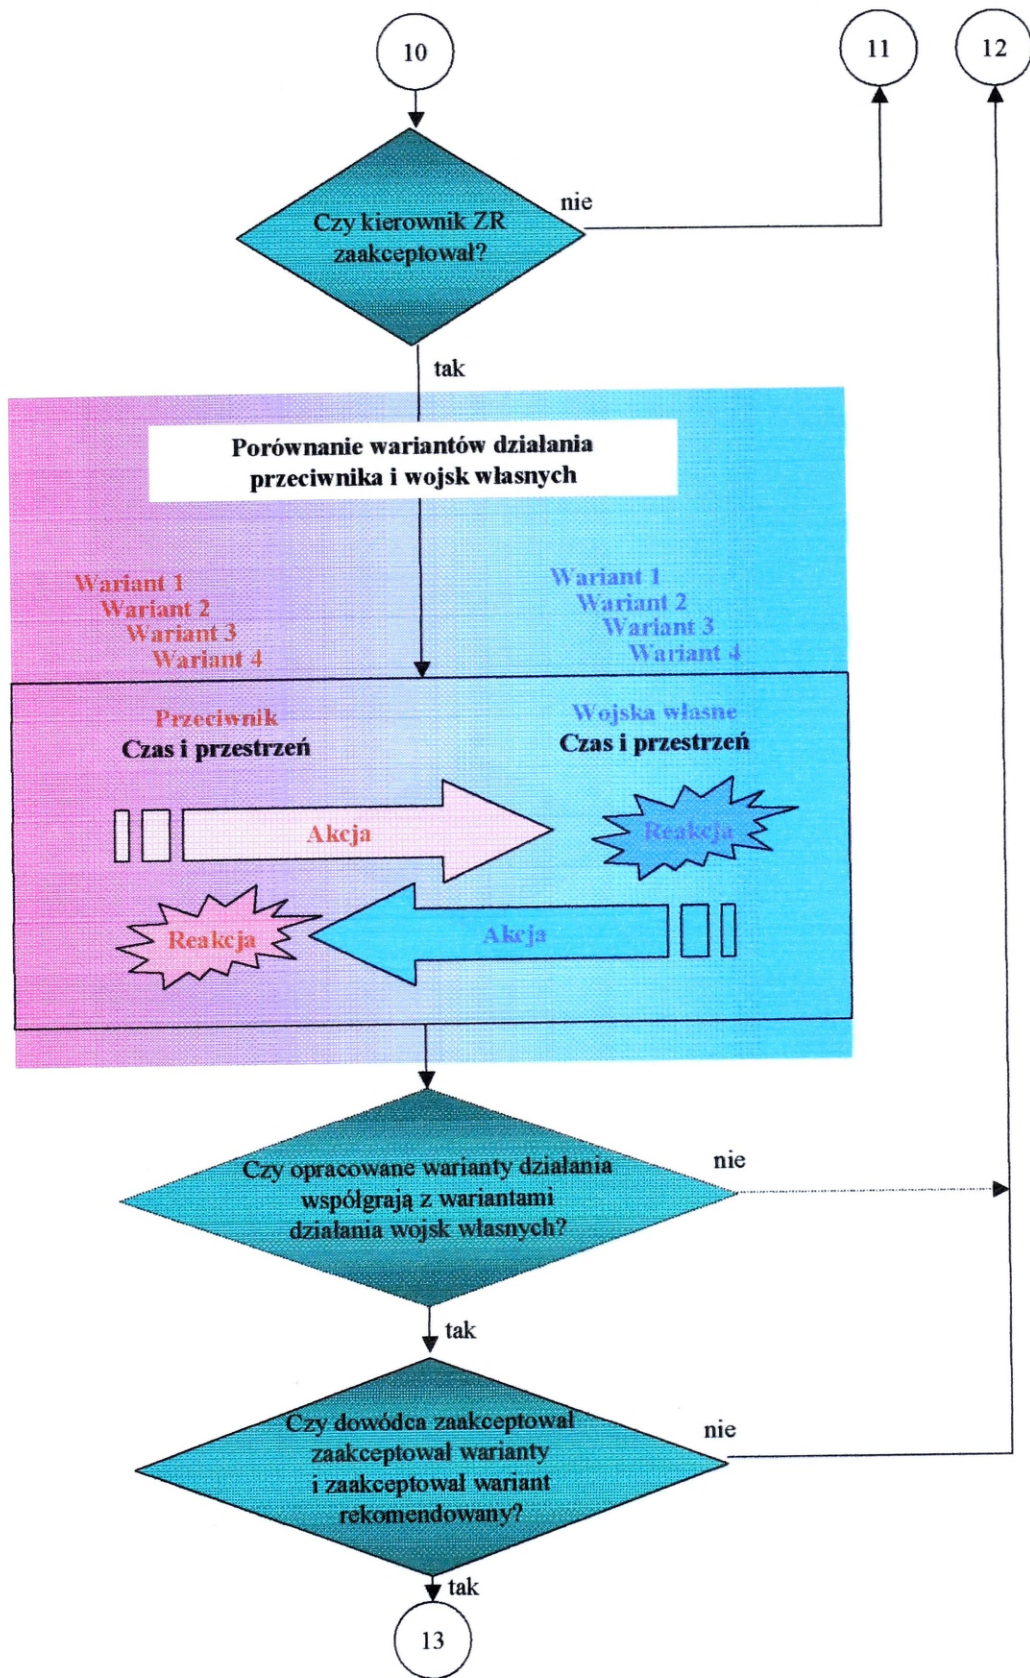 10
11
12
Czy kierownik ZR
zaakceptował?
nie
tak
Porównanie wariantów działania
przeciwnika i wojsk własnych
Wariant 1
Wariant 2
Wariant 3
Wariant 4
Wariant 1
Wariant 2
Wariant 3
Wariant 4
Przeciwnik
Czas i przestrzeń
Wojska własne
Czas i przestrzeń
Akcja
Reakcja
Reakcja
Akcja
Czy opracowane warianty działania
współgrają z wariantami
działania wojsk własnych?
nie
tak
Czy dowódca zaakceptował
zaakceptował warianty
i zaakceptował wariant
rekomendowany?
nie
tak
13